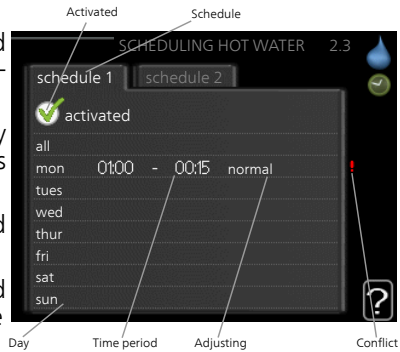 Activated
Schedule
SCHEDULING HOT WATER 2.3
schedule 1 schedule 2
activated
all
mon 01:00 - 00:15 normal !
tues
wed
thur
fri
sat
sun
?
Day Time period Adjusting Conflict